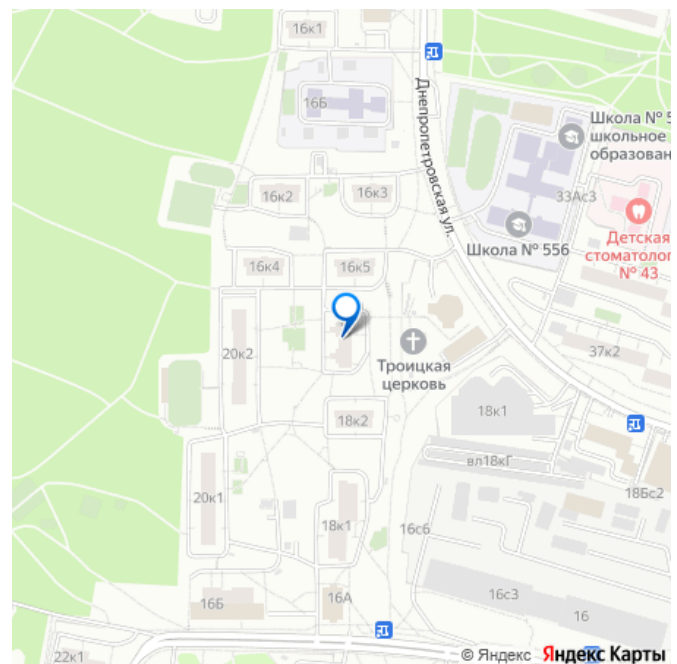 16к1
Днепропетровская ул.
16Б
Школа № 5
школьное
образован
16к2
16к3
33Ас3
Школа № 556
Детская
стоматолог
№ 43
16к4
16к5
20к2
Троицкая
церковь
37к2
18к2
18к1
вл18кГ
18Бс2
20к1
18к1
16с6
16Б
16А
16с3
16
22к1
© Яндекс Яндекс Карты